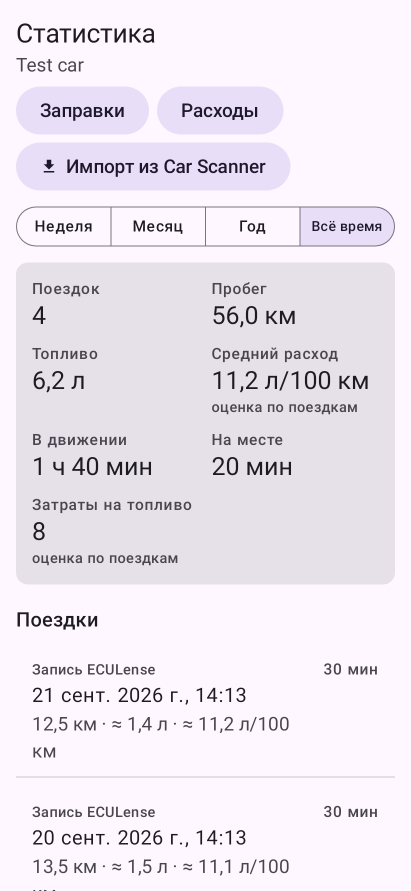 Статистика
Test car
Заправки
Расходы
Импорт из Car Scanner
Неделя
Месяц
Год
Всё время
Поездок
Пробег
4
56,0 км
Топливо
Средний расход
6,2 л
11,2 л/100 км
оценка по поездкам
В движении
На месте
1 ч 40 мин
20 мин
Затраты на топливо
8
оценка по поездкам
Поездки
Запись ECULense
30 мин
21 сент. 2026 г., 14:13
12,5 км · ≈ 1,4 л · ≈ 11,2 л/100
км
Запись ECULense
30 мин
20 сент. 2026 г., 14:13
13,5 км · ≈ 1,5 л · ≈ 11,1 л/100